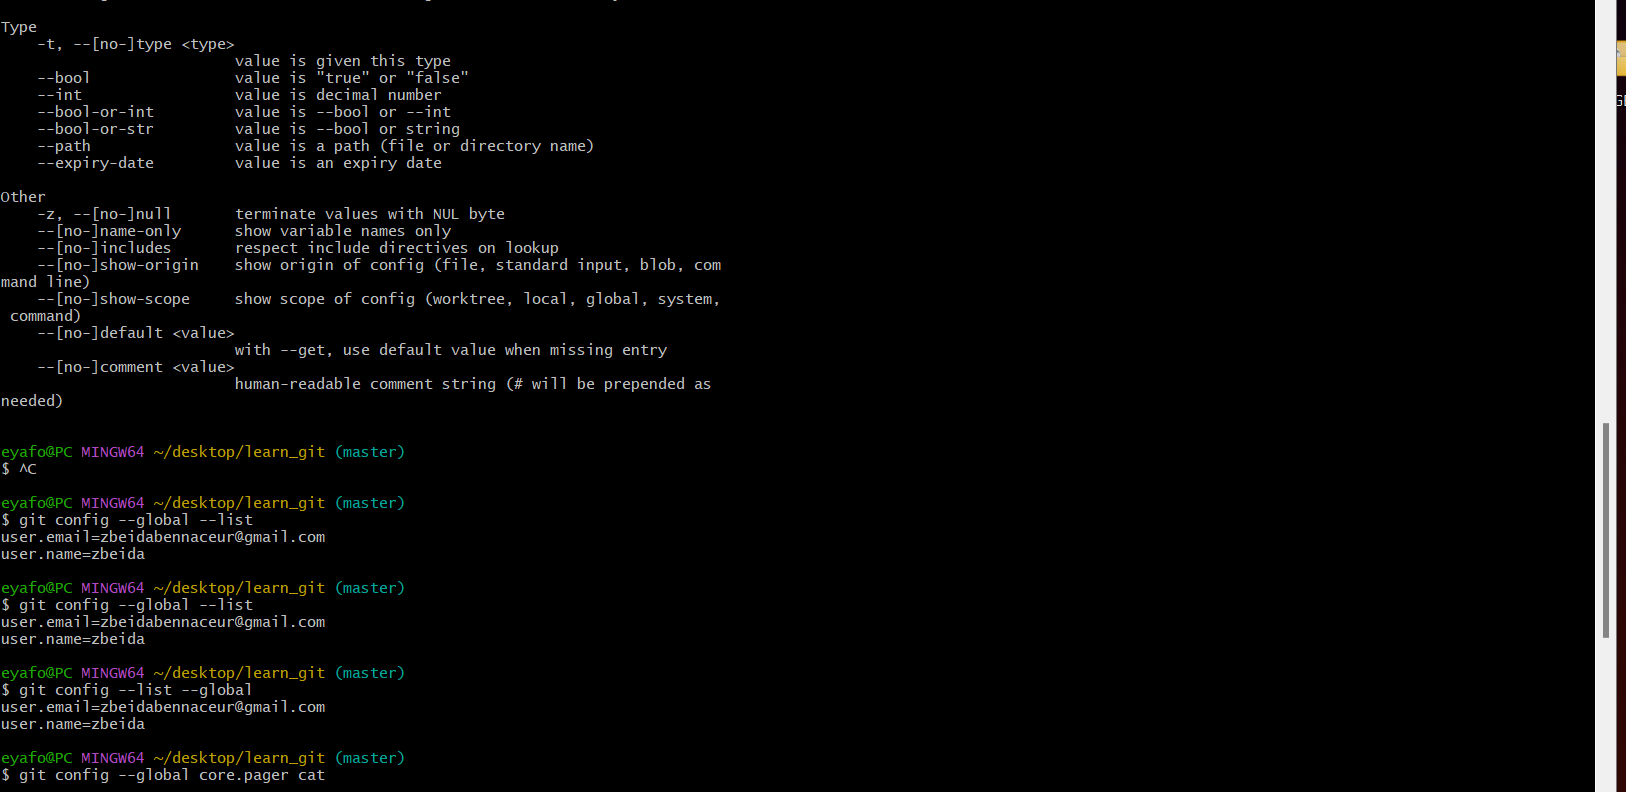 Type
    -t, --[no-]type <type>
                          value is given this type
    --bool                value is "true" or "false"
    --int                 value is decimal number
    --bool-or-int         value is --bool or --int
    --bool-or-str         value is --bool or string
    --path                value is a path (file or directory name)
    --expiry-date         value is an expiry date

Other
    -z, --[no-]null       terminate values with NUL byte
    --[no-]name-only      show variable names only
    --[no-]includes       respect include directives on lookup
    --[no-]show-origin    show origin of config (file, standard input, blob, com
mand line)
    --[no-]show-scope     show scope of config (worktree, local, global, system,
 command)
    --[no-]default <value>
                          with --get, use default value when missing entry
    --[no-]comment <value>
                          human-readable comment string (# will be prepended as
needed)

eyafo@PC MINGW64 ~/desktop/learn_git (master)
$ ^C

eyafo@PC MINGW64 ~/desktop/learn_git (master)
$ git config --global --list
user.email=zbeidabennaceur@gmail.com
user.name=zbeida

eyafo@PC MINGW64 ~/desktop/learn_git (master)
$ git config --global --list
user.email=zbeidabennaceur@gmail.com
user.name=zbeida

eyafo@PC MINGW64 ~/desktop/learn_git (master)
$ git config --list --global
user.email=zbeidabennaceur@gmail.com
user.name=zbeida

eyafo@PC MINGW64 ~/desktop/learn_git (master)
$ git config --global core.pager cat